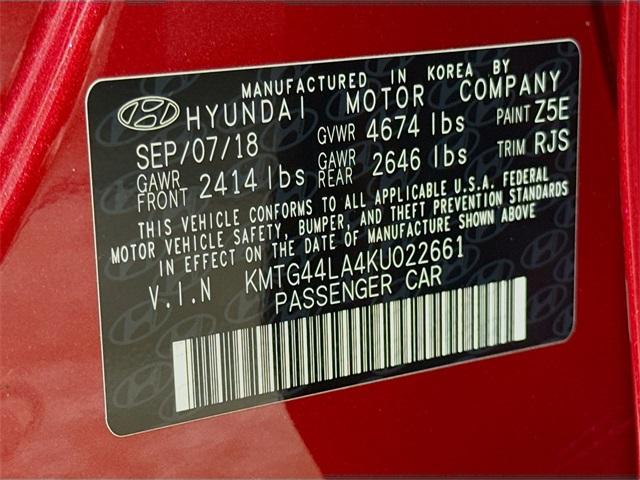 MANUFACTURED IN KOREA BY
HYUNDAI MOTOR COMPANY
SEP/07/18 GVWR 4674 lbs PAINT Z5E
GAWR FRONT 2414 lbs GAWR REAR 2646 lbs TRIM RJS
THIS VEHICLE CONFORMS TO ALL APPLICABLE U.S.A. FEDERAL
MOTOR VEHICLE SAFETY, BUMPER, AND THEFT PREVENTION STANDARDS
IN EFFECT ON THE DATE OF MANUFACTURE SHOWN ABOVE
V.I.N KMTG44LA4KU022661
PASSENGER CAR